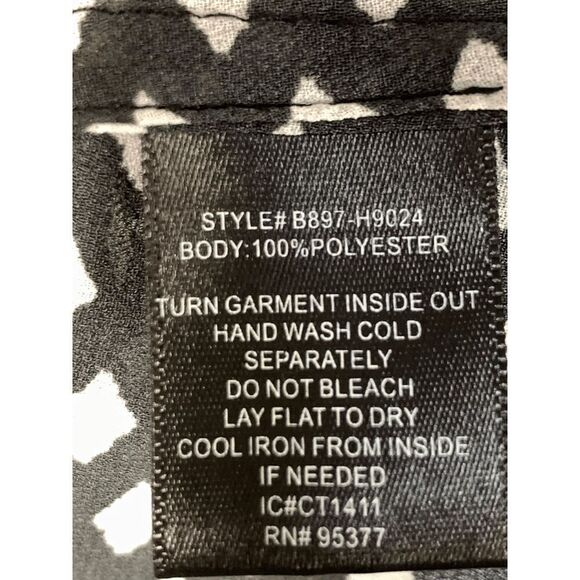 STYLE# B897-H9024
BODY:100%POLYESTER
TURN GARMENT INSIDE OUT
HAND WASH COLD
SEPARATELY
DO NOT BLEACH
LAY FLAT TO DRY
COOL IRON FROM INSIDE
IF NEEDED
IC#CT1411
RN# 95377